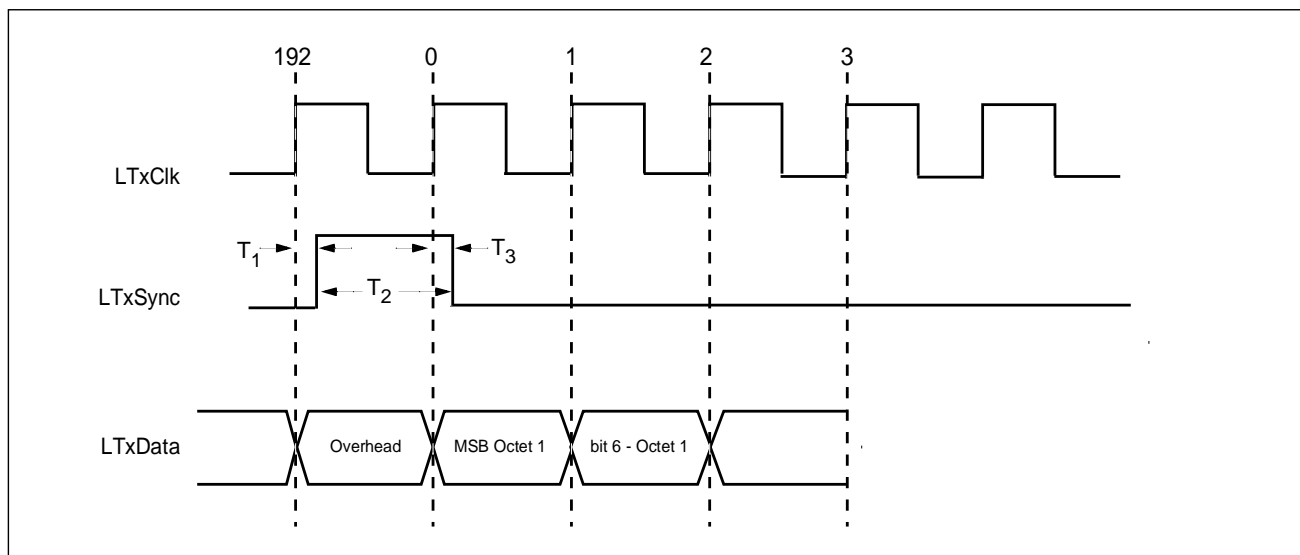 192 0 1 2 3
LTxClk
T1 T3
T2
LTxSync
LTxData Overhead MSB Octet 1 bit 6 - Octet 1